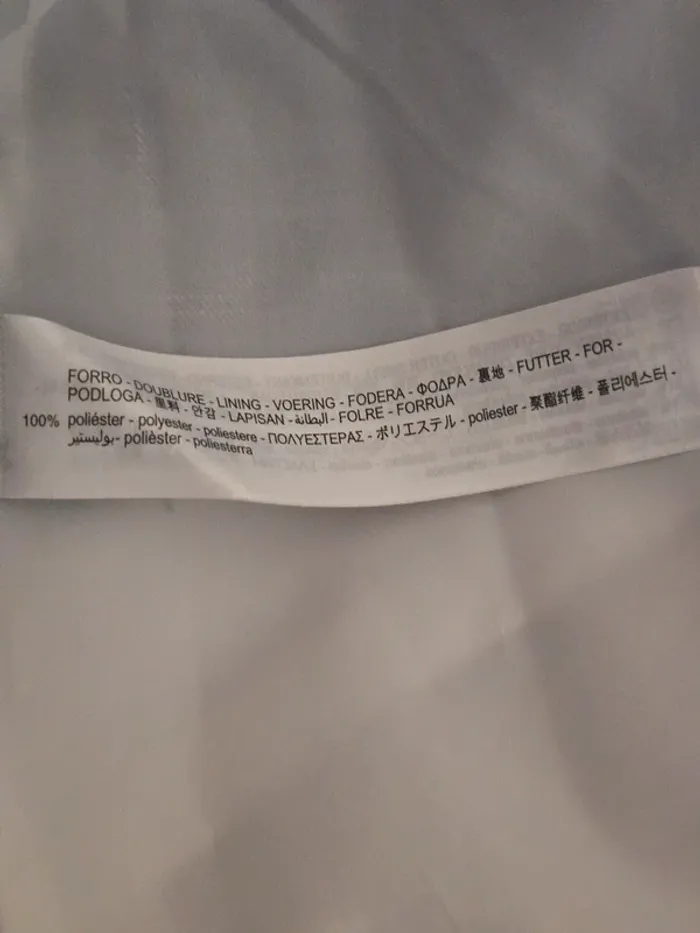 FORRO - DOUBLURE - LINING - VOERING - FODERA - ΦΟΔΡΑ - 裏地 - FUTTER - FOR -
PODLOGA - 里料 - 안감 - LAPISAN - البطانة - FOLRE - FORRUA
100% poliéster - polyester - poliestere - ΠΟΛΥΕΣΤΕΡΑΣ - ポリエステル - poliester - 聚酯纤维 - 폴리에스터 -
بوليستير - polièster - poliesterra